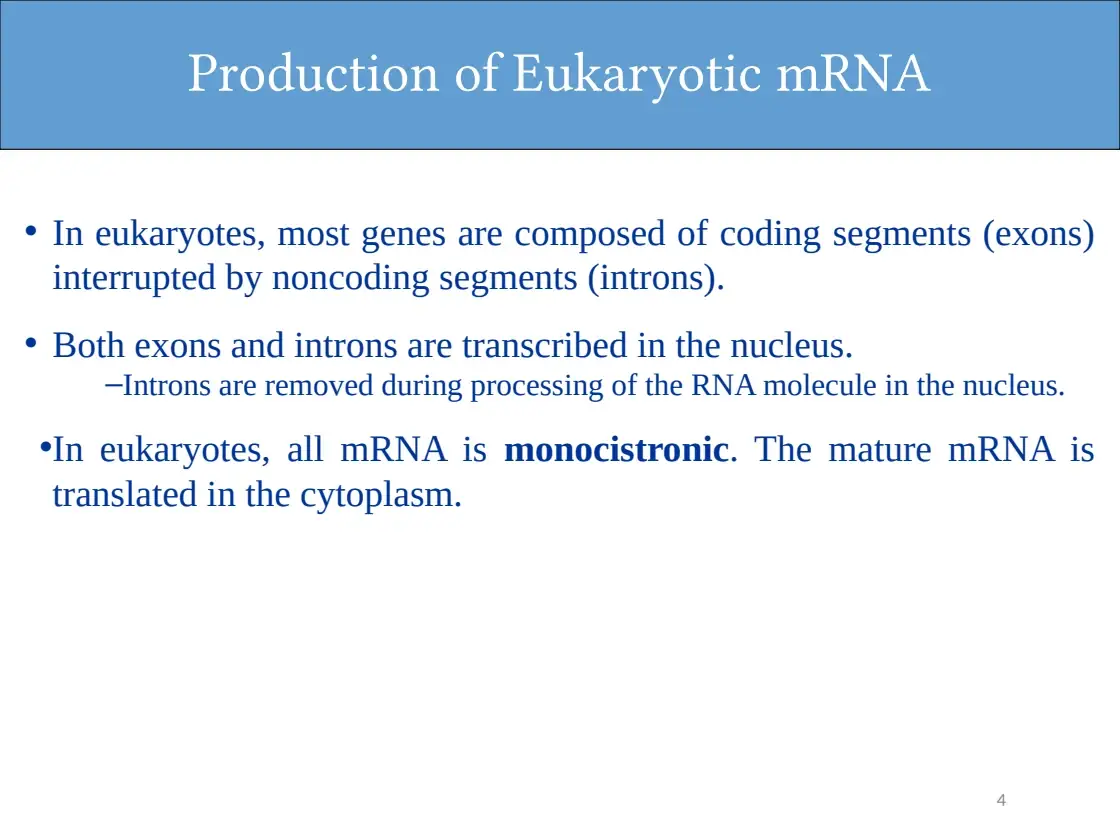 Production of Eukaryotic mRNA
• In eukaryotes, most genes are composed of coding segments (exons)
interrupted by noncoding segments (introns).
• Both exons and introns are transcribed in the nucleus.
–Introns are removed during processing of the RNA molecule in the nucleus.
•In eukaryotes, all mRNA is monocistronic. The mature mRNA is
translated in the cytoplasm.
4